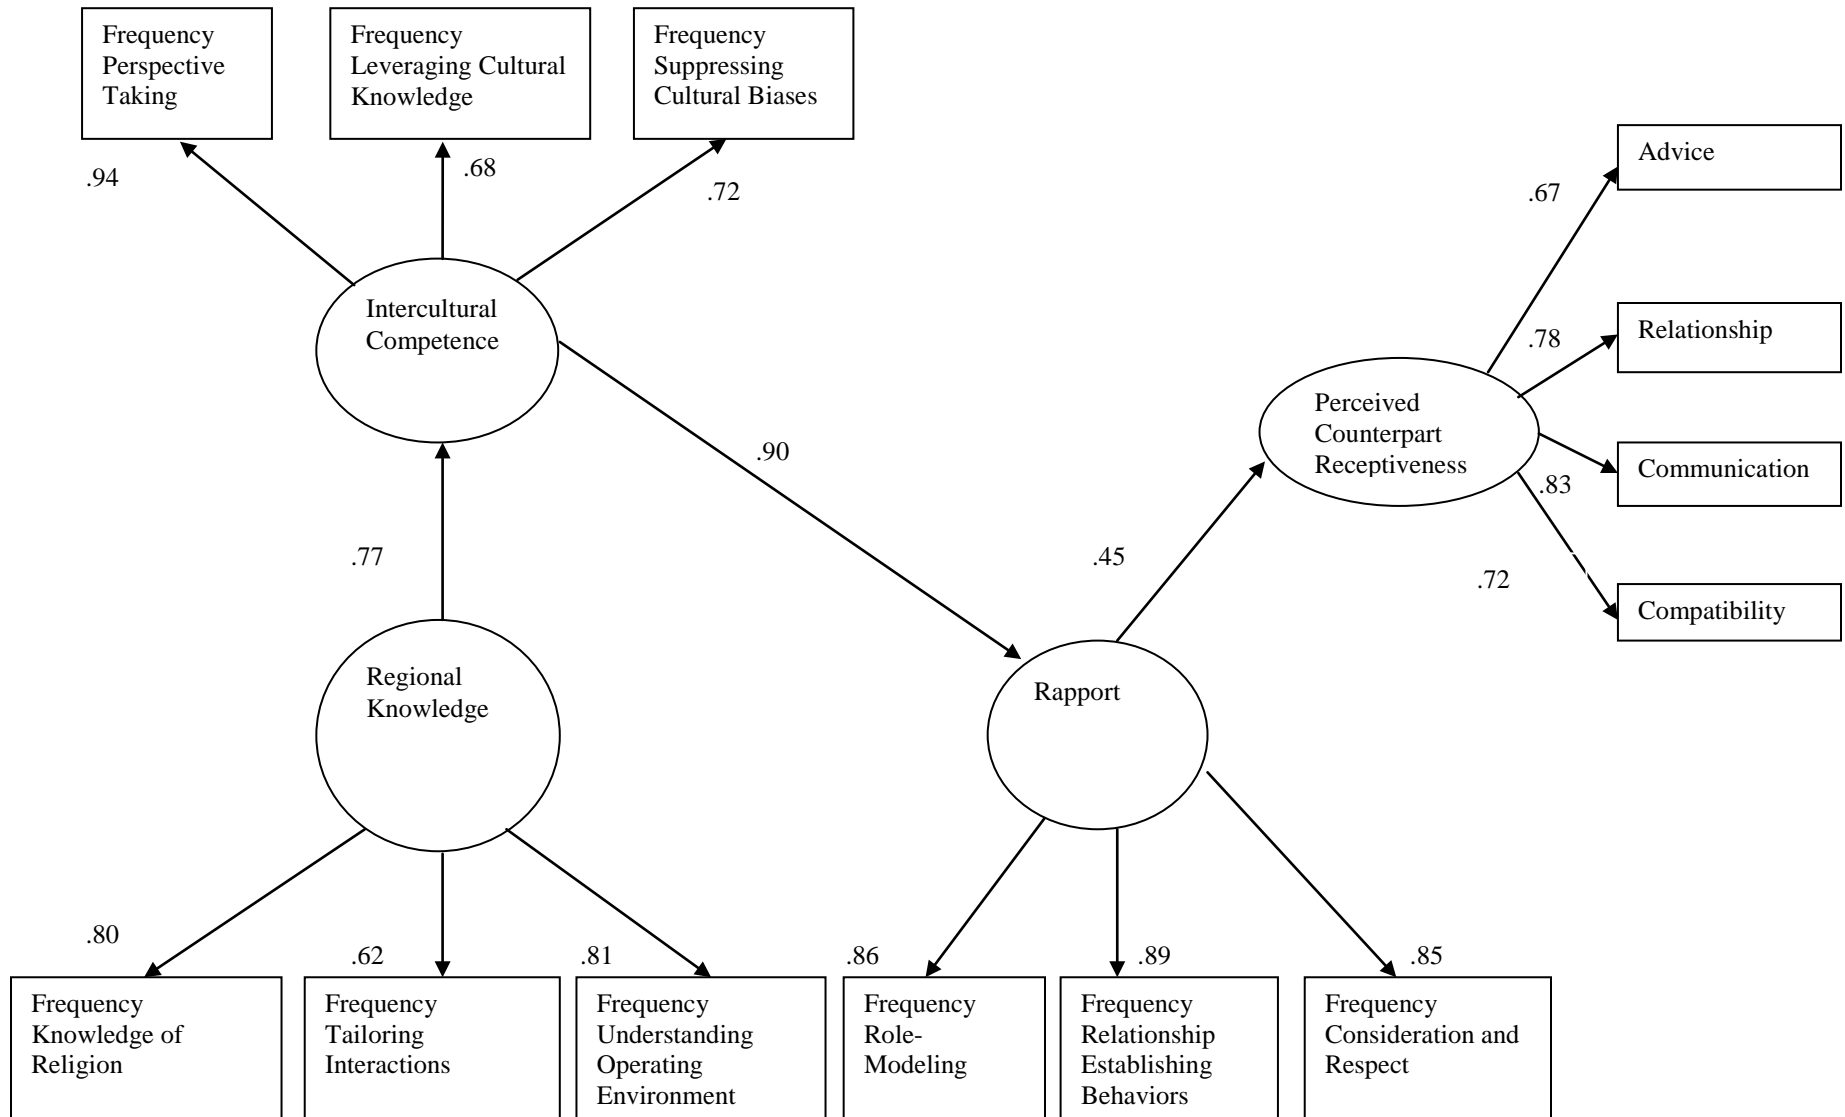 Frequency
Perspective
Taking
Frequency
Leveraging Cultural
Knowledge
Frequency
Suppressing
Cultural Biases
.94
.68
.72
Intercultural
Competence
Advice
.67
Relationship
.78
Perceived
Counterpart
Receptiveness
Communication
.83
.90
.77
.45
.72
Compatibility
Regional
Knowledge
Rapport
.80
.62
.81
.86
.89
.85
Frequency
Knowledge of
Religion
Frequency
Tailoring
Interactions
Frequency
Understanding
Operating
Environment
Frequency
Role-
Modeling
Frequency
Relationship
Establishing
Behaviors
Frequency
Consideration and
Respect